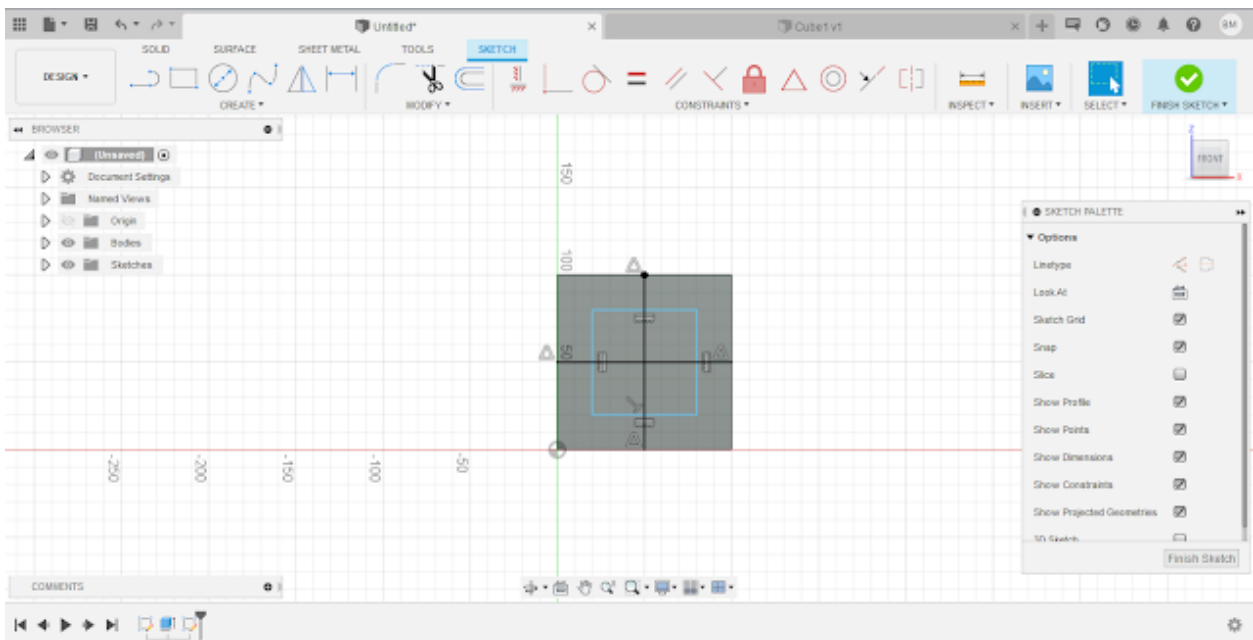 Untitled*
Cube1 v1
BM
SOLID
SURFACE
SHEET METAL
TOOLS
SKETCH
DESIGN
CREATE
MODIFY
CONSTRAINTS
INSPECT
INSERT
SELECT
FINISH SKETCH
BROWSER
(Unsaved)
Document Settings
Named Views
Origin
Bodies
Sketches
150
100
50
-250
-200
-150
-100
-50
Z
FRONT
X
SKETCH PALETTE
Options
Linetype
Look At
Sketch Grid
Snap
Slice
Show Profile
Show Points
Show Dimensions
Show Constraints
Show Projected Geometries
3D Sketch
Finish Sketch
COMMENTS